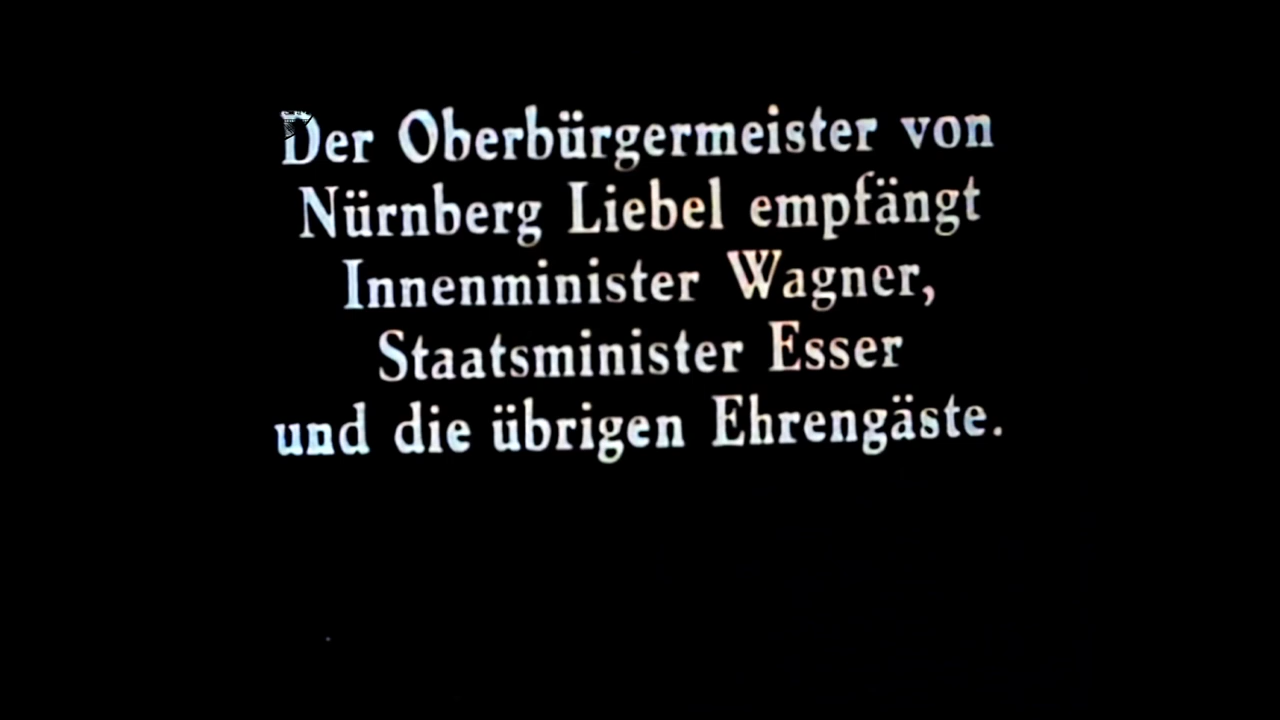 Der Oberbürgermeister von
Nürnberg Liebel empfängt
Innenminister Wagner,
Staatsminister Esser
und die übrigen Ehrengäste.